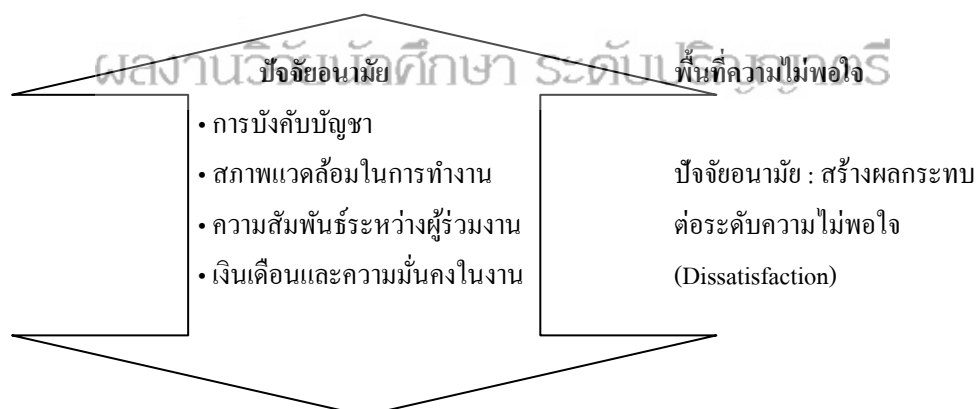 ผลงานวิจัยนักศึกษา ระดับปริญญาตรี
ปัจจัยอนามัย
พื้นที่ความไม่พอใจ
• การบังคับบัญชา
• สภาพแวดล้อมในการทำงาน
• ความสัมพันธ์ระหว่างผู้ร่วมงาน
• เงินเดือนและความมั่นคงในงาน
ปัจจัยอนามัย : สร้างผลกระทบ
ต่อระดับความไม่พอใจ
(Dissatisfaction)